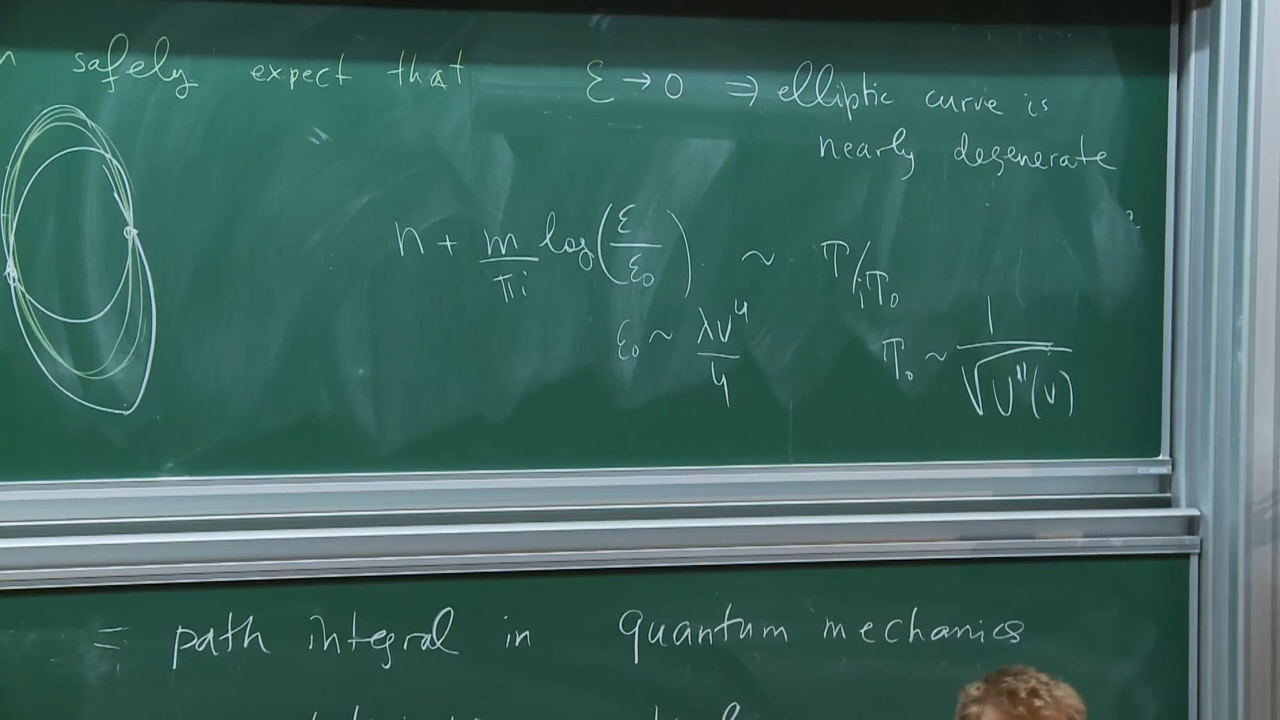 safely expect that ε → 0 ⇒ elliptic curve is
nearly degenerate
n + m/πi log(ε/ε₀) ~ T/iT₀
ε₀ ~ λv⁴/4
T₀ ~ 1/√U''(v)
= path integral in quantum mechanics